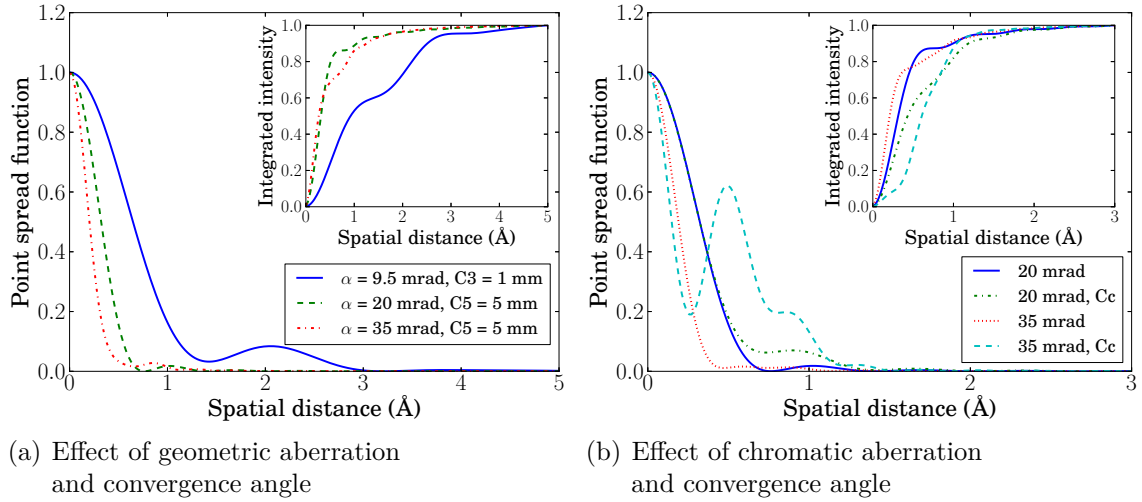 Point spread function
1.0
0.8
0.6
0.4
0.2
0.0
0 1 2 3 4 5
Spatial distance (Å)
Integrated intensity
1.0
0.8
0.6
0.4
0.2
0.0
0 1 2 3 4 5
Spatial distance (Å)
α = 9.5 mrad, C3 = 1 mm
α = 20 mrad, C5 = 5 mm
α = 35 mrad, C5 = 5 mm
(a) Effect of geometric aberration
and convergence angle
Point spread function
1.0
0.8
0.6
0.4
0.2
0.0
0 1 2 3
Spatial distance (Å)
Integrated intensity
1.0
0.8
0.6
0.4
0.2
0.0
0 1 2 3
Spatial distance (Å)
20 mrad
20 mrad, Cc
35 mrad
35 mrad, Cc
(b) Effect of chromatic aberration
and convergence angle